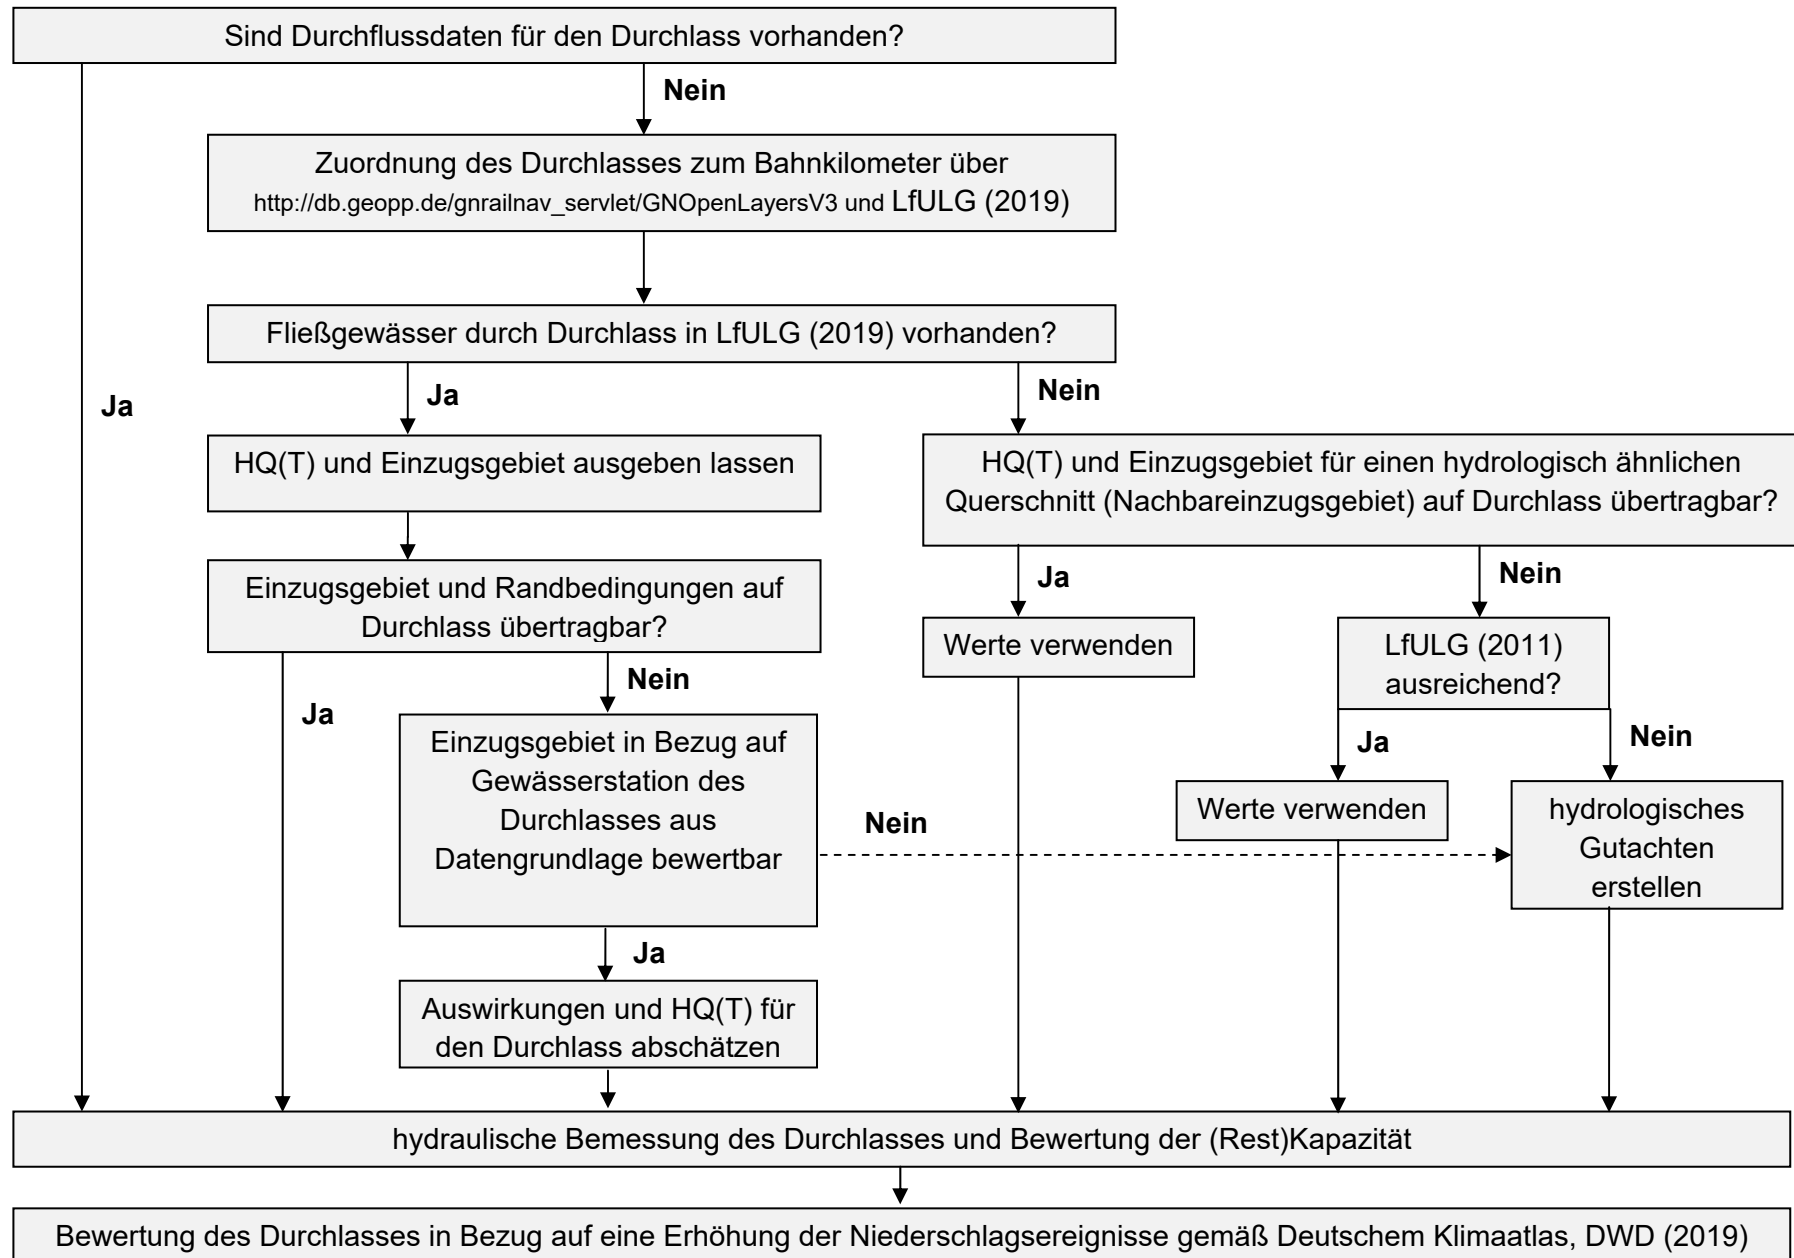 Sind Durchflussdaten für den Durchlass vorhanden?
Nein
Zuordnung des Durchlasses zum Bahnkilometer über
http://db.geopp.de/gnrailnav_servlet/GNOpenLayersV3 und LfULG (2019)
Fließgewässer durch Durchlass in LfULG (2019) vorhanden?
Ja
Ja
Nein
HQ(T) und Einzugsgebiet ausgeben lassen
HQ(T) und Einzugsgebiet für einen hydrologisch ähnlichen
Querschnitt (Nachbareinzugsgebiet) auf Durchlass übertragbar?
Einzugsgebiet und Randbedingungen auf
Durchlass übertragbar?
Ja
Nein
Werte verwenden
LfULG (2011)
ausreichend?
Ja
Nein
Einzugsgebiet in Bezug auf
Gewässerstation des
Durchlasses aus
Datengrundlage bewertbar
Nein
Ja
Nein
Werte verwenden
hydrologisches
Gutachten
erstellen
Ja
Auswirkungen und HQ(T) für
den Durchlass abschätzen
hydraulische Bemessung des Durchlasses und Bewertung der (Rest)Kapazität
Bewertung des Durchlasses in Bezug auf eine Erhöhung der Niederschlagsereignisse gemäß Deutschem Klimaatlas, DWD (2019)